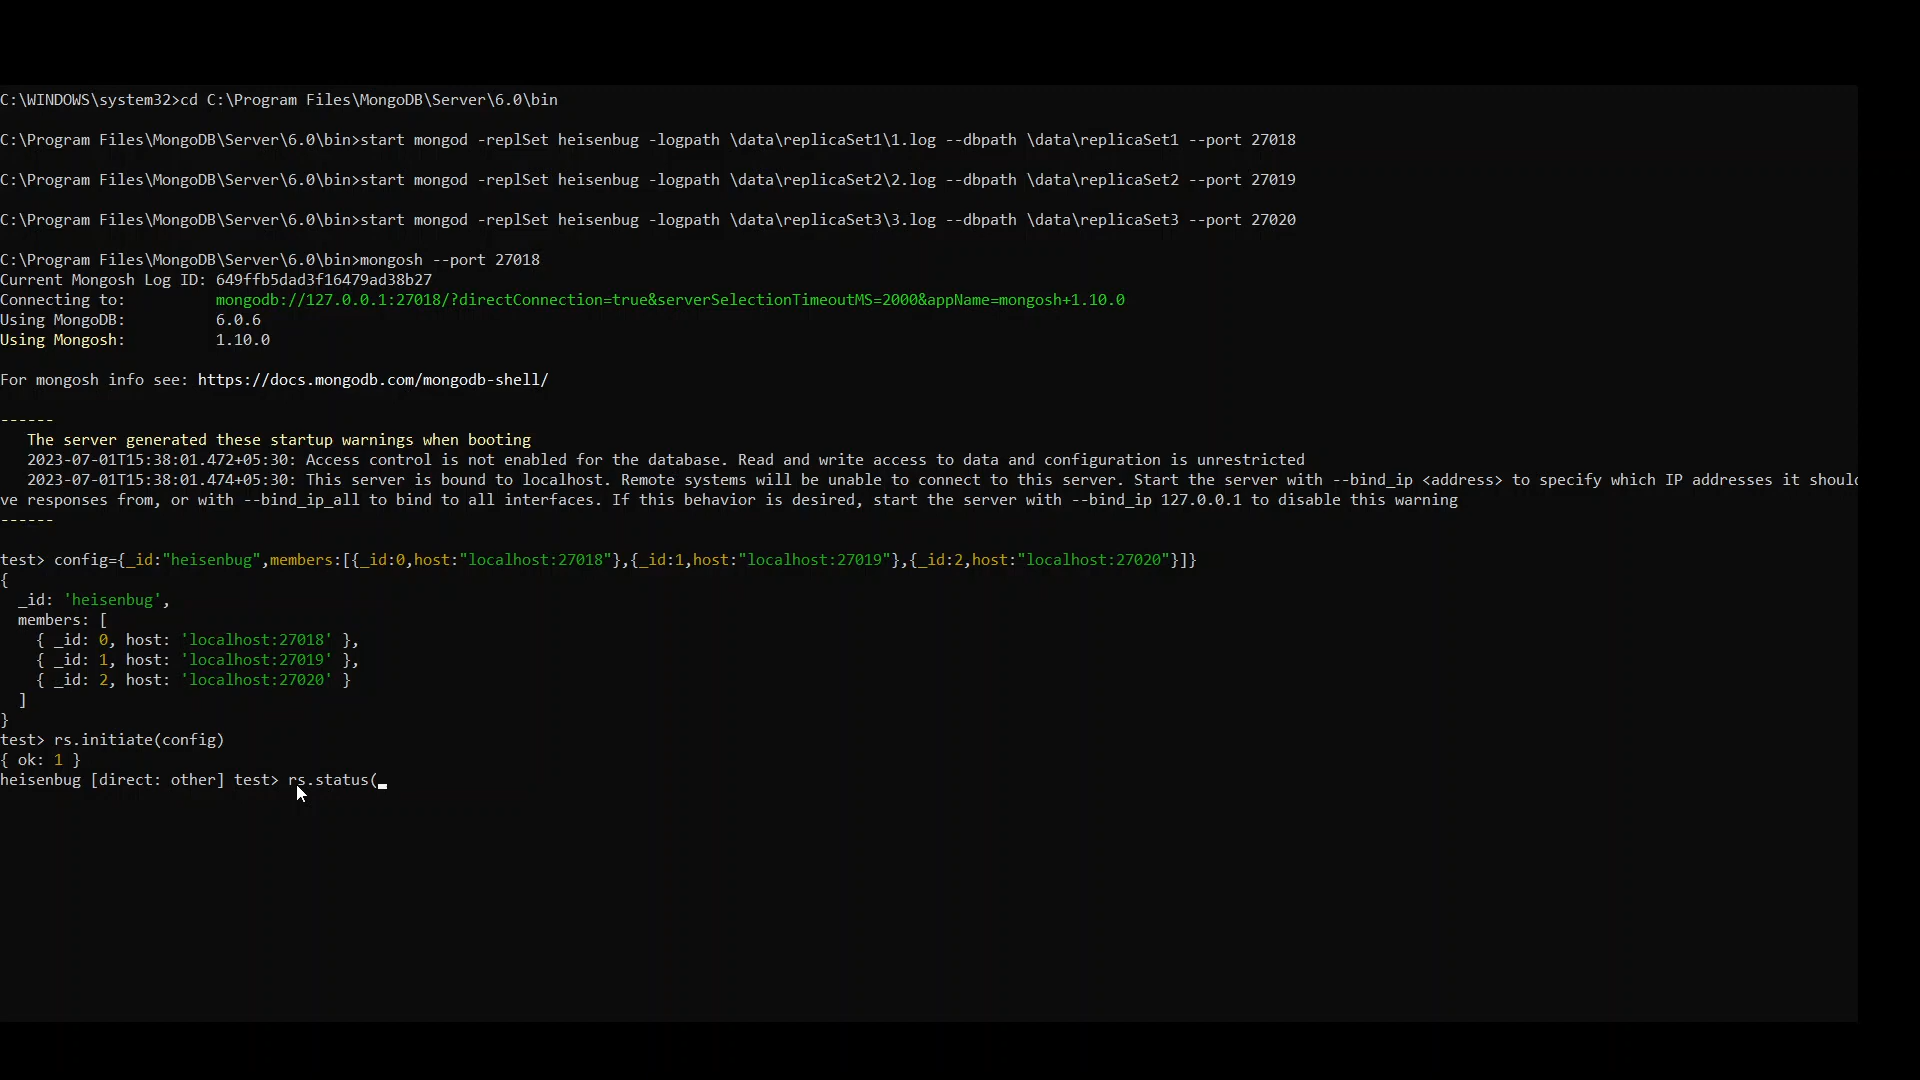 C:\WINDOWS\system32>cd C:\Program Files\MongoDB\Server\6.0\bin
C:\Program Files\MongoDB\Server\6.0\bin>start mongod -replSet heisenbug -logpath \data\replicaSet1\1.log --dbpath \data\replicaSet1 --port 27018
C:\Program Files\MongoDB\Server\6.0\bin>start mongod -replSet heisenbug -logpath \data\replicaSet2\2.log --dbpath \data\replicaSet2 --port 27019
C:\Program Files\MongoDB\Server\6.0\bin>start mongod -replSet heisenbug -logpath \data\replicaSet3\3.log --dbpath \data\replicaSet3 --port 27020
C:\Program Files\MongoDB\Server\6.0\bin>mongosh --port 27018
Current Mongosh Log ID: 649ffb5dad3f16479ad38b27
Connecting to: mongodb://127.0.0.1:27018/?directConnection=true&serverSelectionTimeoutMS=2000&appName=mongosh+1.10.0
Using MongoDB: 6.0.6
Using Mongosh: 1.10.0
For mongosh info see: https://docs.mongodb.com/mongodb-shell/
------
The server generated these startup warnings when booting
2023-07-01T15:38:01.472+05:30: Access control is not enabled for the database. Read and write access to data and configuration is unrestricted
2023-07-01T15:38:01.474+05:30: This server is bound to localhost. Remote systems will be unable to connect to this server. Start the server with --bind_ip <address> to specify which IP addresses it should
ve responses from, or with --bind_ip_all to bind to all interfaces. If this behavior is desired, start the server with --bind_ip 127.0.0.1 to disable this warning
------
test> config={_id:"heisenbug",members:[{_id:0,host:"localhost:27018"},{_id:1,host:"localhost:27019"},{_id:2,host:"localhost:27020"}]}
{
_id: 'heisenbug',
members: [
{ _id: 0, host: 'localhost:27018' },
{ _id: 1, host: 'localhost:27019' },
{ _id: 2, host: 'localhost:27020' }
]
}
test> rs.initiate(config)
{ ok: 1 }
heisenbug [direct: other] test> rs.status(